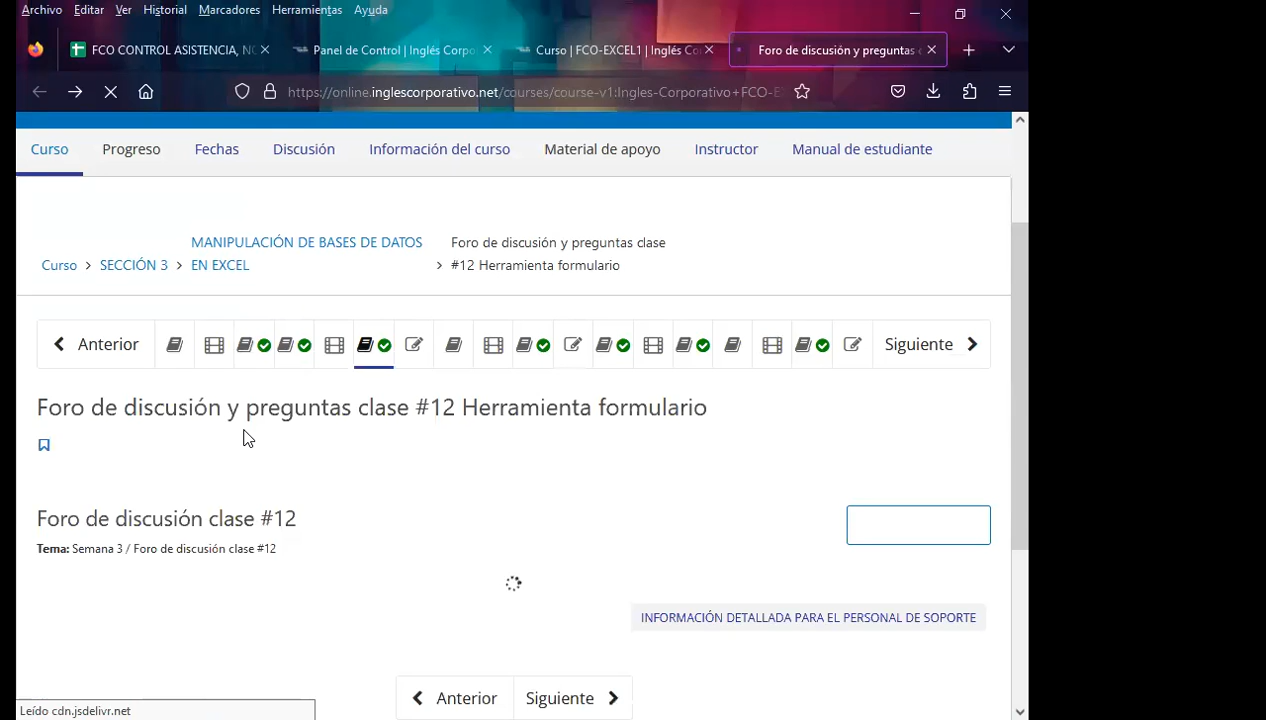 Archivo Editar Ver Historial Marcadores Herramientas Ayuda
FCO CONTROL ASISTENCIA, NO Panel de Control | Inglés Corpo Curso | FCO-EXCEL1 | Inglés Co Foro de discusión y preguntas c
https://online.inglescorporativo.net/courses/course-v1:Ingles-Corporativo+FCO-E
Curso Progreso Fechas Discusión Información del curso Material de apoyo Instructor Manual de estudiante
MANIPULACIÓN DE BASES DE DATOS Foro de discusión y preguntas clase
Curso > SECCIÓN 3 > EN EXCEL > #12 Herramienta formulario
Anterior Siguiente
Foro de discusión y preguntas clase #12 Herramienta formulario
Foro de discusión clase #12
Tema: Semana 3 / Foro de discusión clase #12
INFORMACIÓN DETALLADA PARA EL PERSONAL DE SOPORTE
Anterior Siguiente
Leído cdn.jsdelivr.net